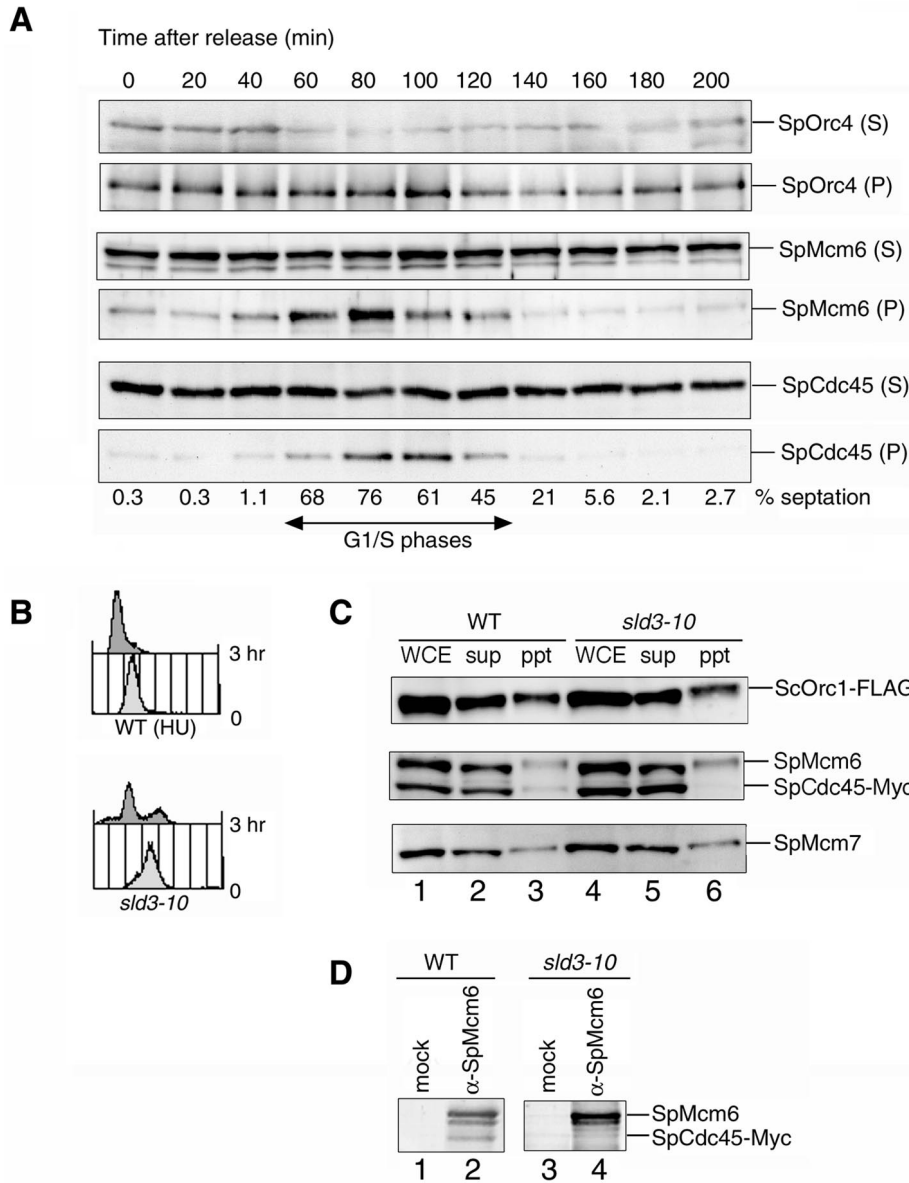 A
Time after release (min)
0 20 40 60 80 100 120 140 160 180 200
SpOrc4 (S)
SpOrc4 (P)
SpMcm6 (S)
SpMcm6 (P)
SpCdc45 (S)
SpCdc45 (P)
0.3 0.3 1.1 68 76 61 45 21 5.6 2.1 2.7 % septation
G1/S phases
B
3 hr
0
WT (HU)
3 hr
0
sld3-10
C
WT sld3-10
WCE sup ppt WCE sup ppt
ScOrc1-FLAG
SpMcm6
SpCdc45-Myc
SpMcm7
1 2 3 4 5 6
D
WT sld3-10
mock α-SpMcm6 mock α-SpMcm6
SpMcm6
SpCdc45-Myc
1 2 3 4